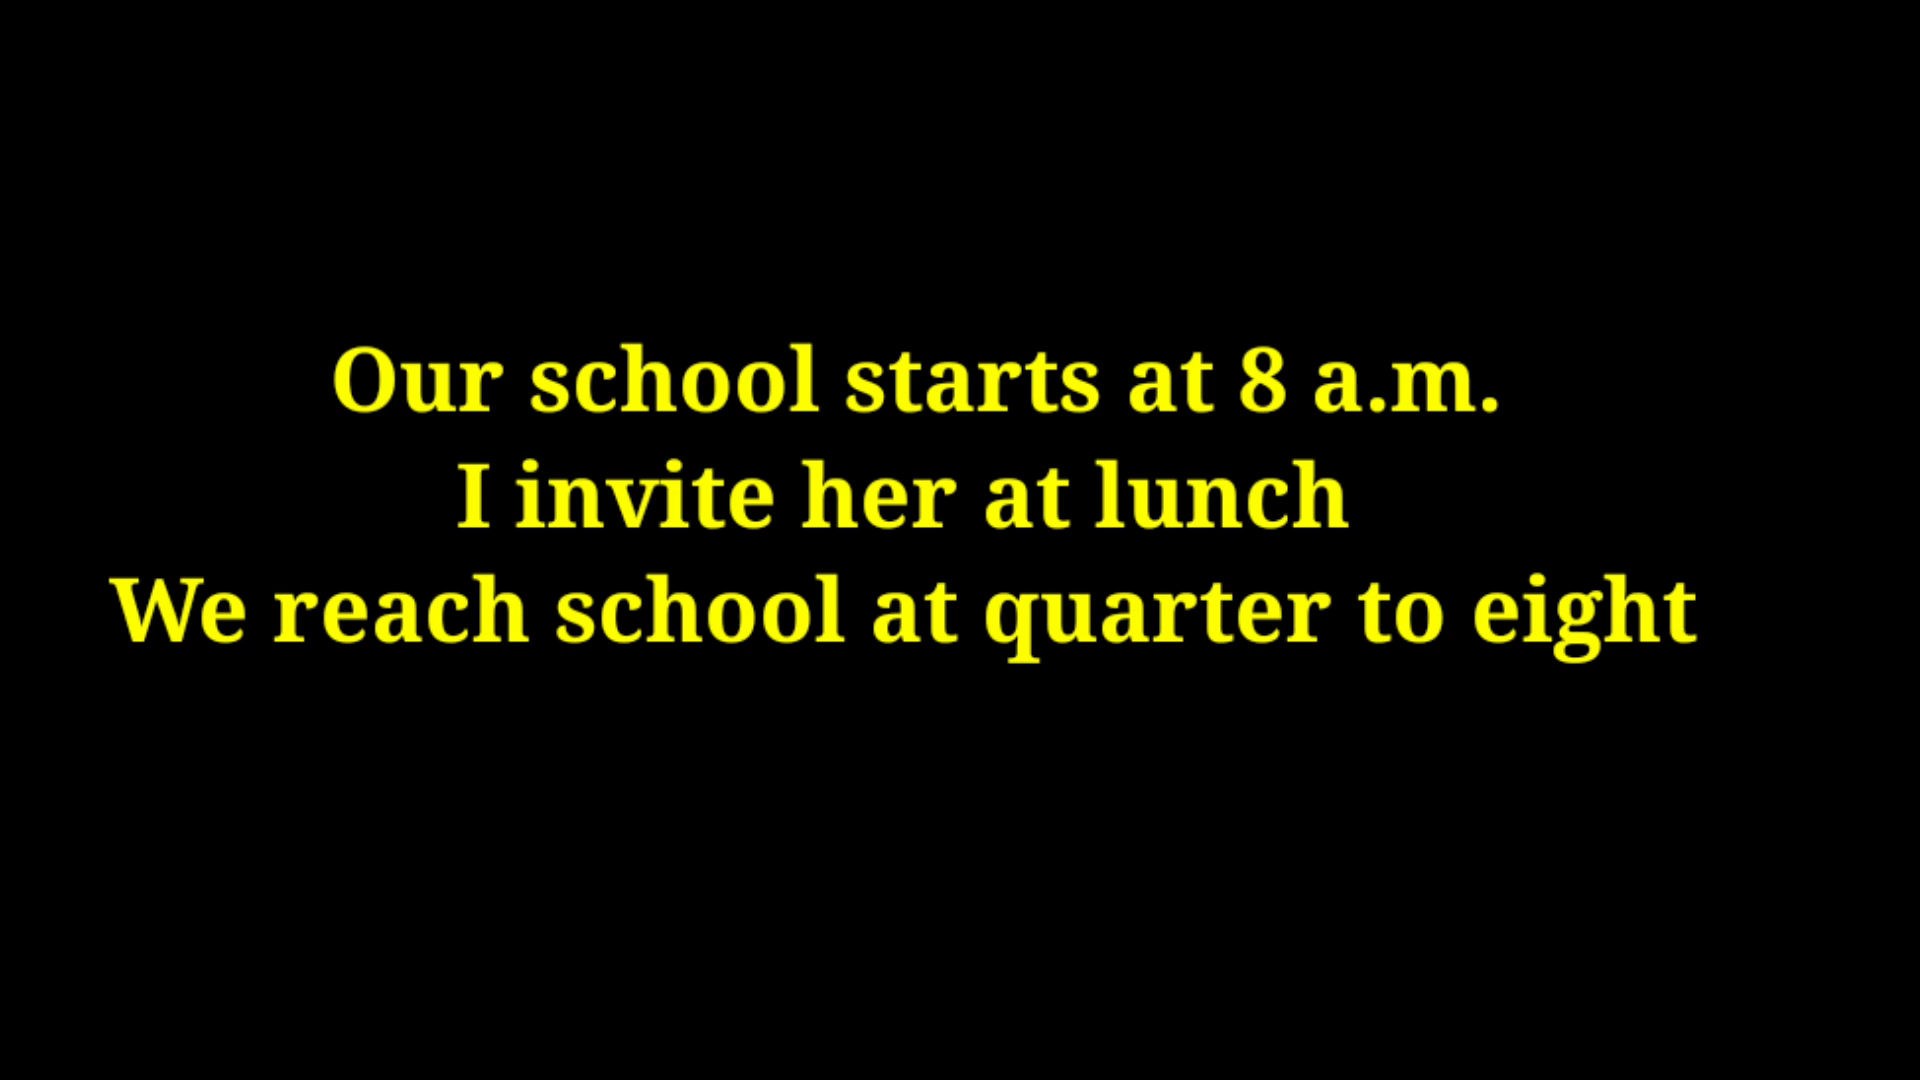 Our school starts at 8 a.m.
I invite her at lunch
We reach school at quarter to eight